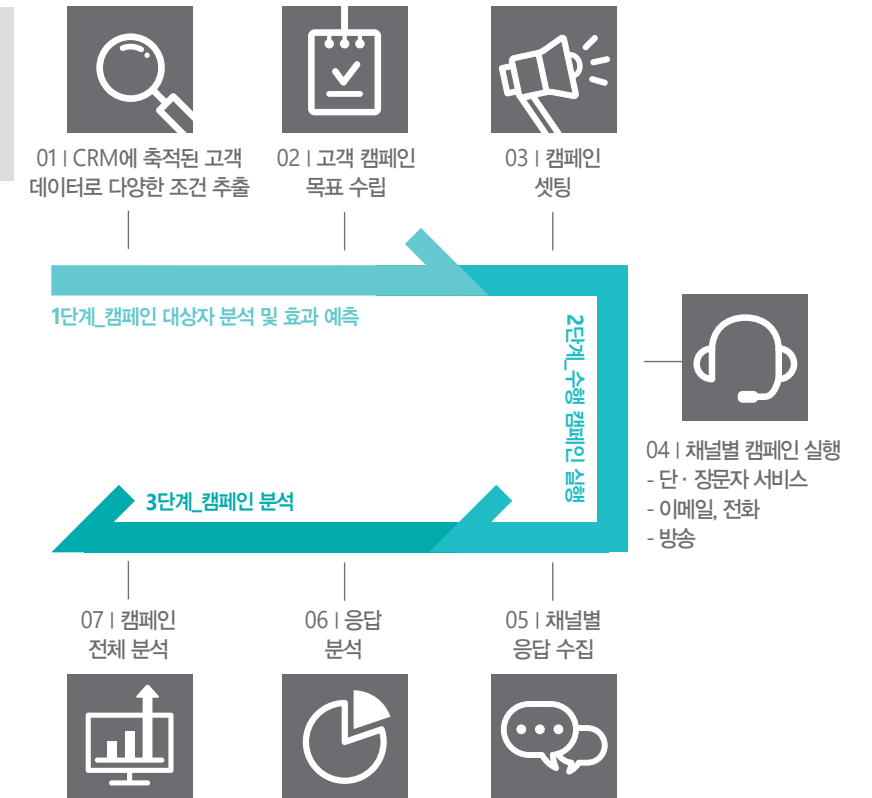 01 | CRM에 축적된 고객
데이터로 다양한 조건 추출
02 | 고객 캠페인
목표 수립
03 | 캠페인
셋팅
1단계_캠페인 대상자 분석 및 효과 예측
2단계_수행 캠페인 실행
04 | 채널별 캠페인 실행
- 단 · 장문자 서비스
- 이메일, 전화
- 방송
3단계_캠페인 분석
05 | 채널별
응답 수집
06 | 응답
분석
07 | 캠페인
전체 분석